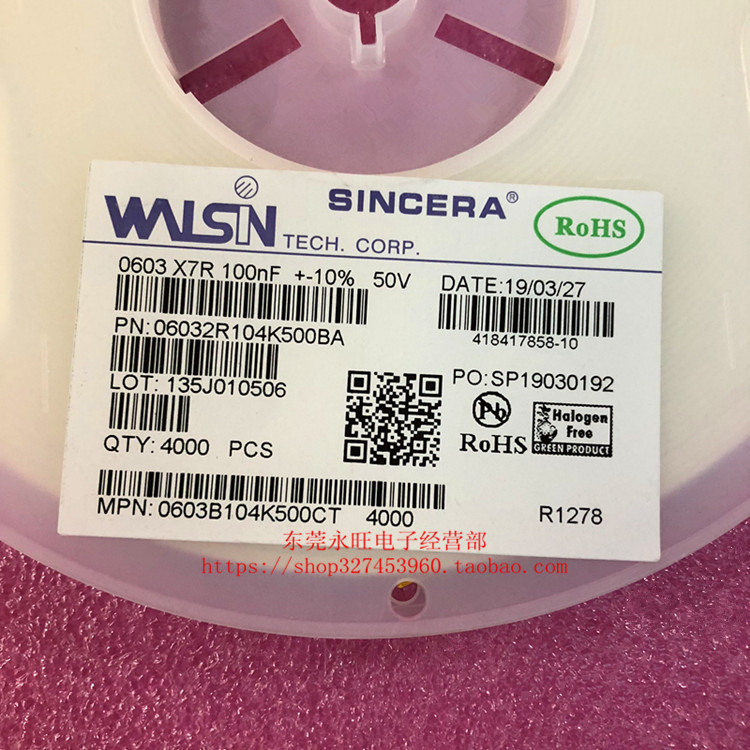 WALSIN
TECH. CORP.
SINCERA®
RoHS
0603 X7R 100nF +-10% 50V
DATE:19/03/27
418417858-10
PN:06032R104K500BA
LOT: 135J010506
PO:SP19030192
Pb
RoHS
Halogen
Free
GREEN PRODUCT
QTY:4000 PCS
MPN:0603B104K500CT 4000
R1278
东莞永旺电子经营部
https://shop327453960.taobao.com